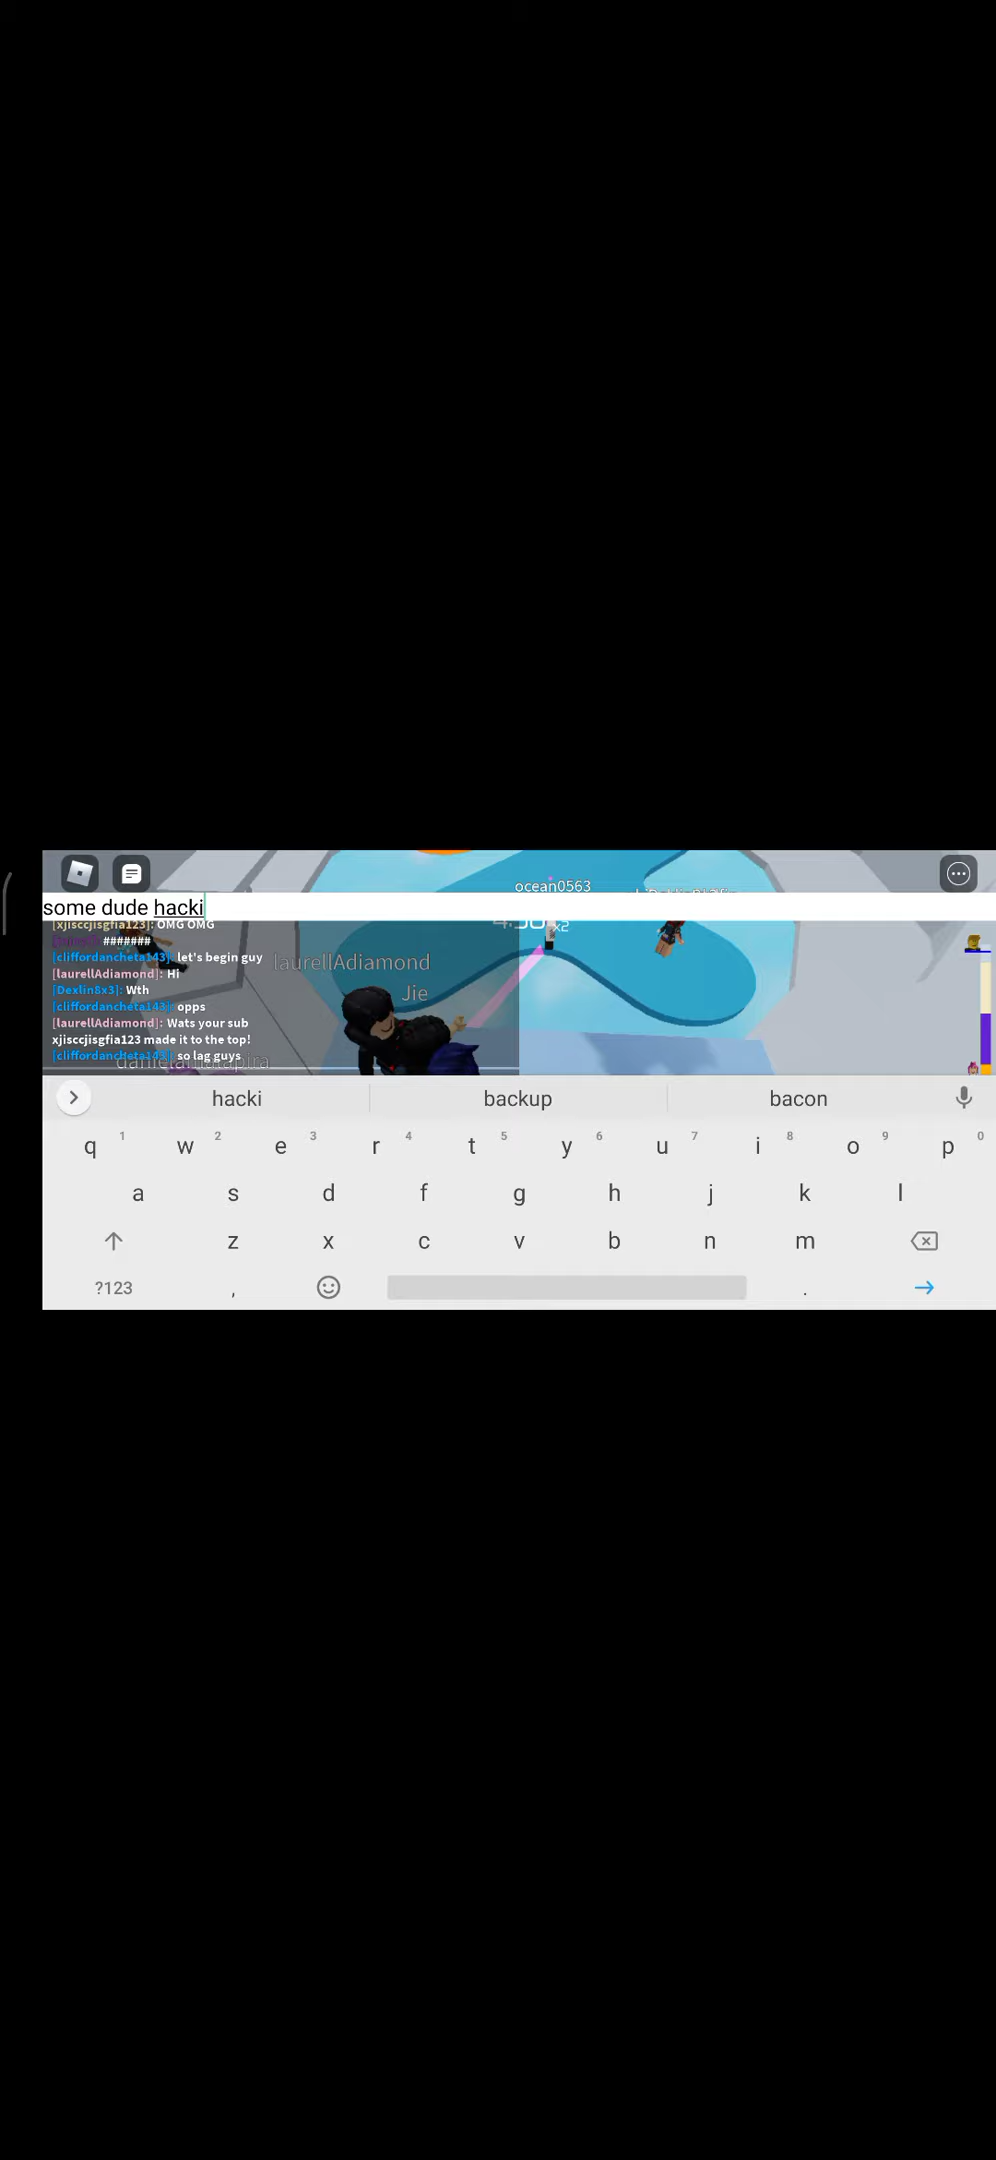 ocean0563
some dude hacki
[xjisccjisgfia123]: OMG OMG
#######
[cliffordancheta143]: let's begin guy
[laurellAdiamond]: Hi
[Dexlin8x3]: Wth
[cliffordancheta143]: opps
[laurellAdiamond]: Wats your sub
xjisccjisgfia123 made it to the top!
[cliffordancheta143]: so lag guys
laurellAdiamond
Jie
x2
hacki backup bacon
q 1 w 2 e 3 r 4 t 5 y 6 u 7 i 8 o 9 p 0
a s d f g h j k l
z x c v b n m
?123 , .